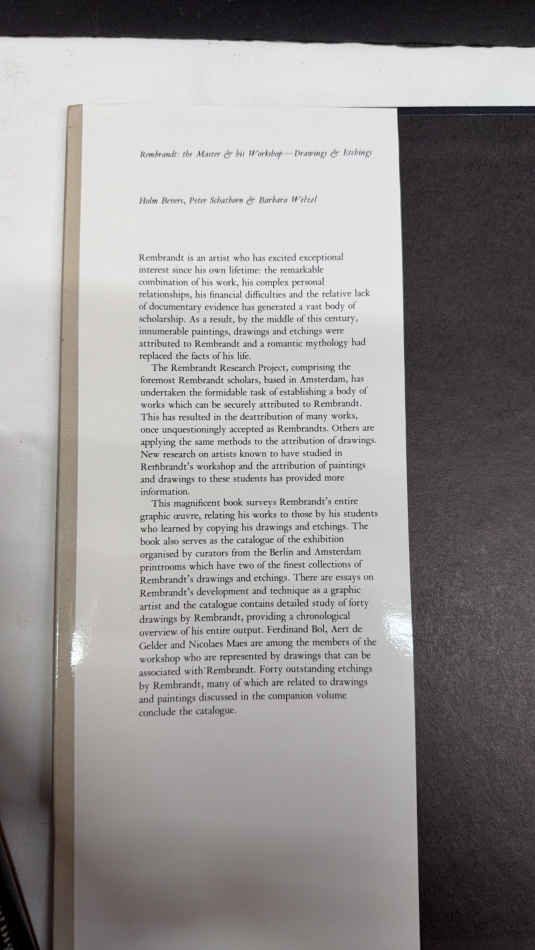 Rembrandt: the Master & his Workshop—Drawings & Etchings
Holm Bevers, Peter Schatborn & Barbara Welzel
Rembrandt is an artist who has excited exceptional
interest since his own lifetime: the remarkable
combination of his work, his complex personal
relationships, his financial difficulties and the relative lack
of documentary evidence has generated a vast body of
scholarship. As a result, by the middle of this century,
innumerable paintings, drawings and etchings were
attributed to Rembrandt and a romantic mythology had
replaced the facts of his life.
The Rembrandt Research Project, comprising the
foremost Rembrandt scholars, based in Amsterdam, has
undertaken the formidable task of establishing a body of
works which can be securely attributed to Rembrandt.
This has resulted in the deattribution of many works,
once unquestioningly accepted as Rembrandts. Others are
applying the same methods to the attribution of drawings.
New research on artists known to have studied in
Rembrandt's workshop and the attribution of paintings
and drawings to these students has provided more
information.
This magnificent book surveys Rembrandt's entire
graphic œuvre, relating his works to those by his students
who learned by copying his drawings and etchings. The
book also serves as the catalogue of the exhibition
organised by curators from the Berlin and Amsterdam
printrooms which have two of the finest collections of
Rembrandt's drawings and etchings. There are essays on
Rembrandt's development and technique as a graphic
artist and the catalogue contains detailed study of forty
drawings by Rembrandt, providing a chronological
overview of his entire output. Ferdinand Bol, Aert de
Gelder and Nicolaes Maes are among the members of the
workshop who are represented by drawings that can be
associated with Rembrandt. Forty outstanding etchings
by Rembrandt, many of which are related to drawings
and paintings discussed in the companion volume
conclude the catalogue.